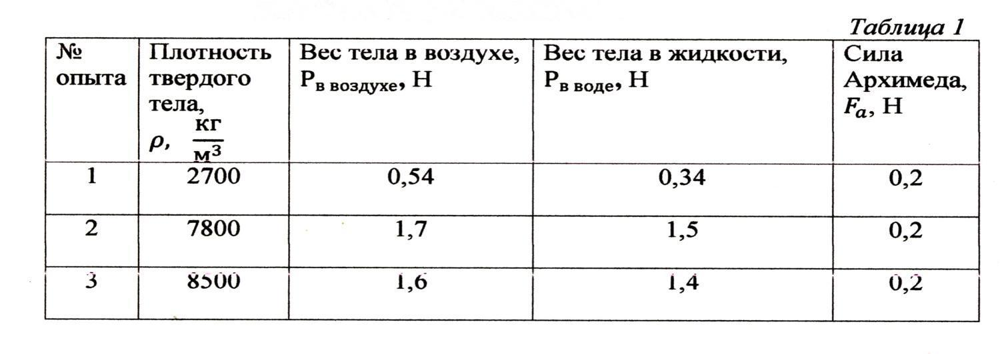 Таблица 1
№
опыта
Плотность
твердого
тела,
ρ, кг/м³
Вес тела в воздухе,
Рв воздухе, Н
Вес тела в жидкости,
Рв воде, Н
Сила
Архимеда,
Fa, Н
1 2700 0,54 0,34 0,2
2 7800 1,7 1,5 0,2
3 8500 1,6 1,4 0,2